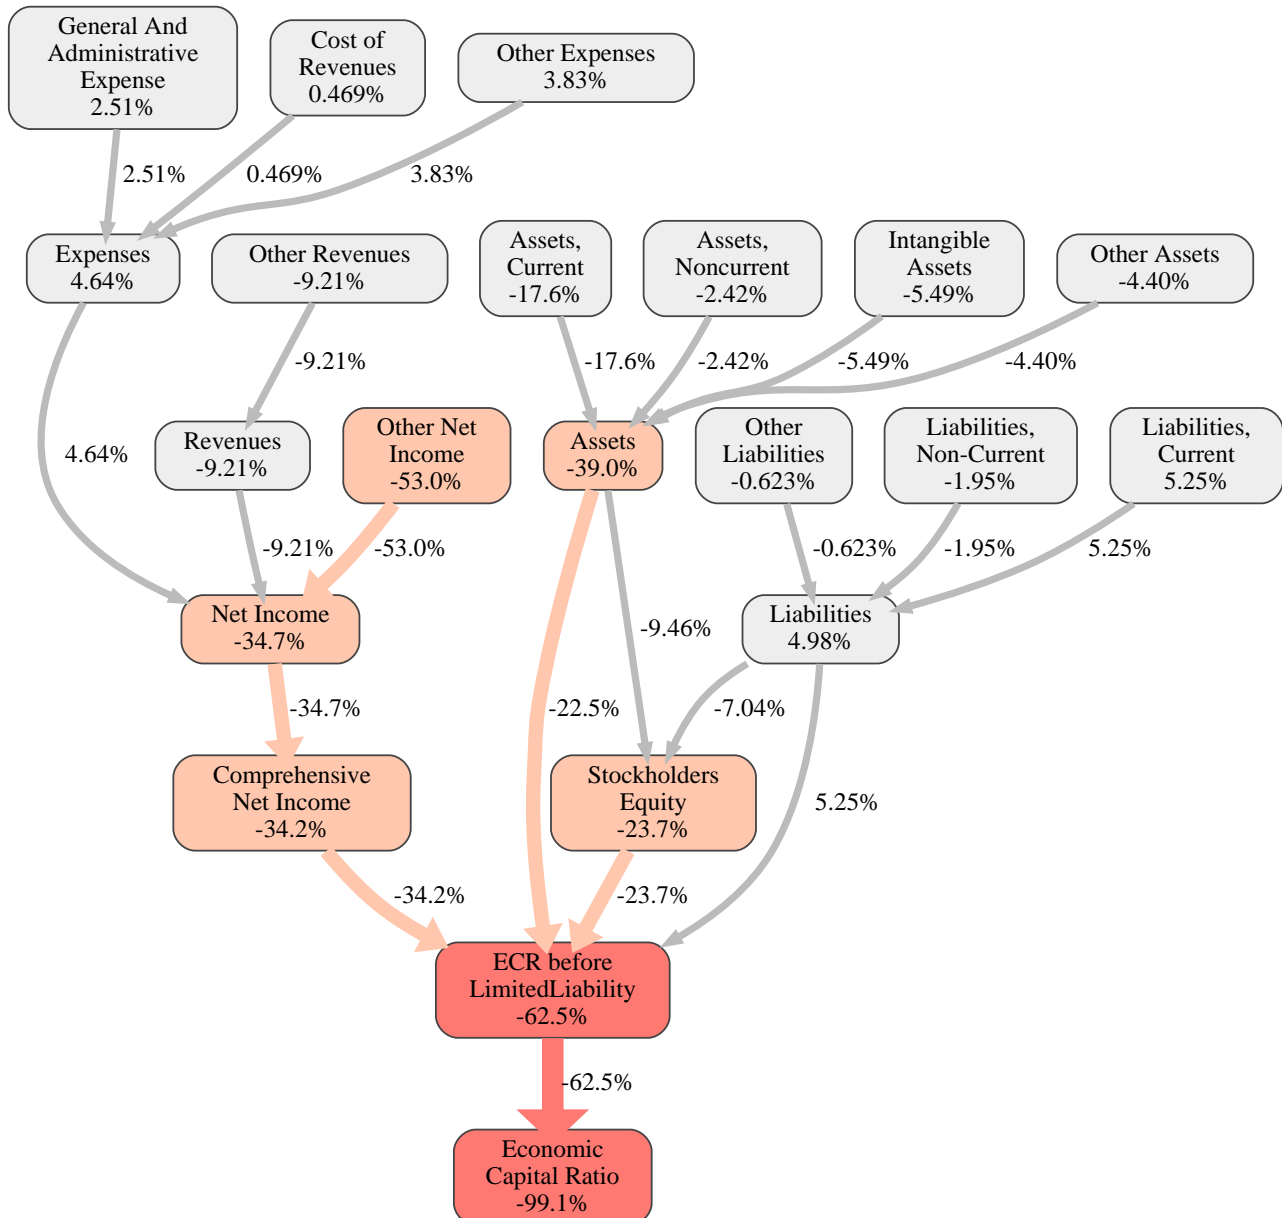 General And
Administrative
Expense
2.51%
Cost of
Revenues
0.469%
Other Expenses
3.83%
2.51%
0.469%
3.83%
Expenses
4.64%
Other Revenues
-9.21%
Assets,
Current
-17.6%
Assets,
Noncurrent
-2.42%
Intangible
Assets
-5.49%
Other Assets
-4.40%
-9.21%
-17.6%
-2.42%
-5.49%
-4.40%
4.64%
Revenues
-9.21%
Other Net
Income
-53.0%
Assets
-39.0%
Other
Liabilities
-0.623%
Liabilities,
Non-Current
-1.95%
Liabilities,
Current
5.25%
-9.21%
-53.0%
-0.623%
-1.95%
5.25%
Net Income
-34.7%
-9.46%
Liabilities
4.98%
-34.7%
-22.5%
-7.04%
Comprehensive
Net Income
-34.2%
Stockholders
Equity
-23.7%
5.25%
-34.2%
-23.7%
ECR before
LimitedLiability
-62.5%
-62.5%
Economic
Capital Ratio
-99.1%